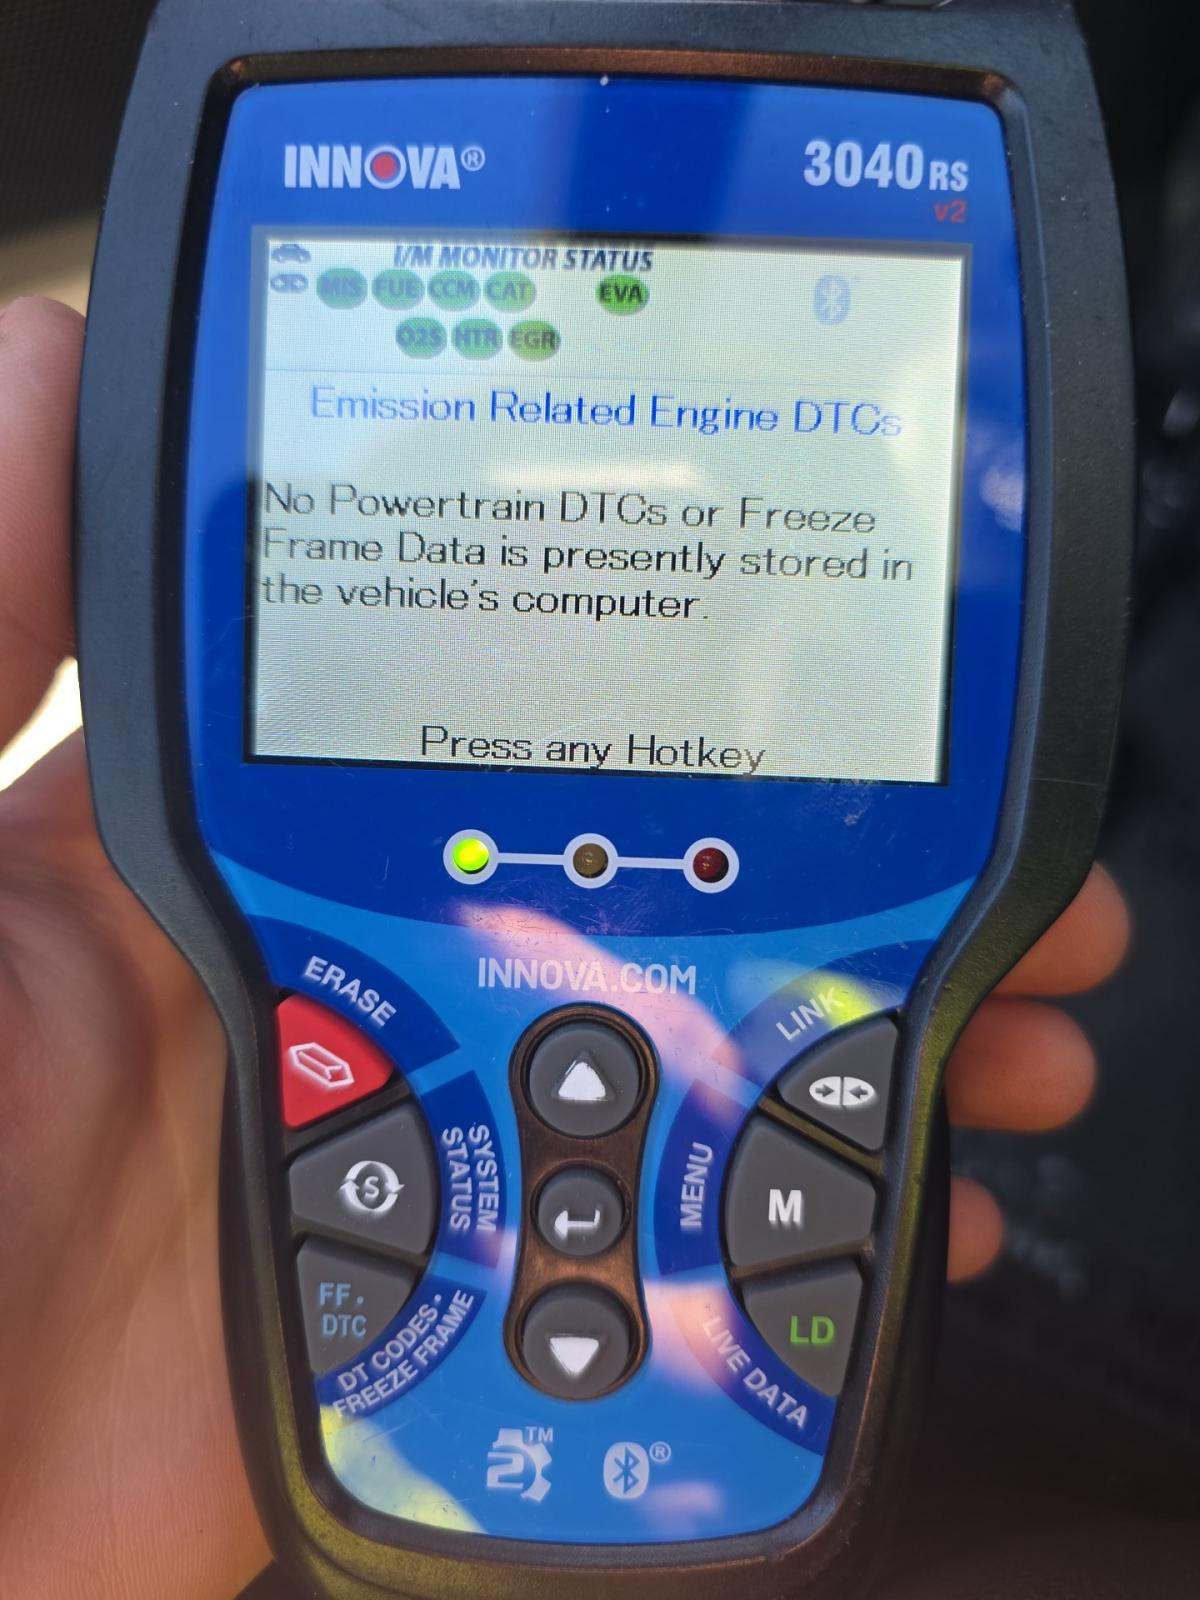 INNOVA®
3040RS
v2
I/M MONITOR STATUS
MIS FUE CCM CAT EVA
O2S HTR EGR
Emission Related Engine DTCs
No Powertrain DTCs or Freeze
Frame Data is presently stored in
the vehicle's computer.
Press any Hotkey
INNOVA.COM
ERASE
LINK
S
SYSTEM
STATUS
MENU
M
FF·
DTC
DT CODES·
FREEZE FRAME
LD
LIVE DATA
2™
®